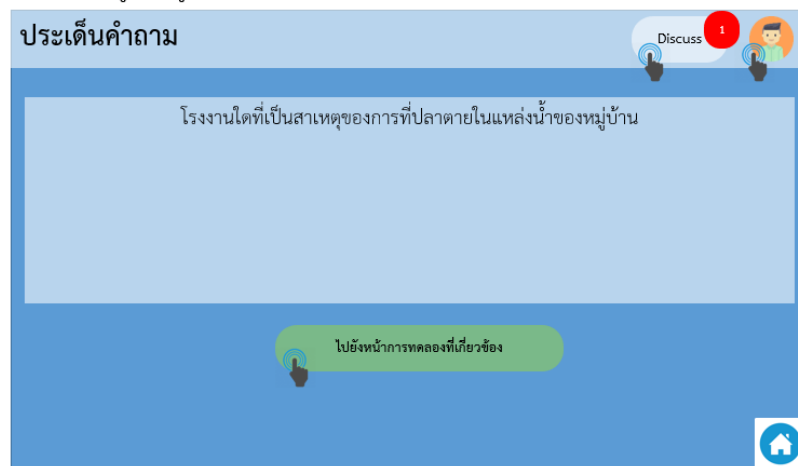 ประเด็นคำถาม
Discuss
1
โรงงานใดที่เป็นสาเหตุของการที่ปลาตายในแหล่งน้ำของหมู่บ้าน
ไปยังหน้าการทดลองที่เกี่ยวข้อง